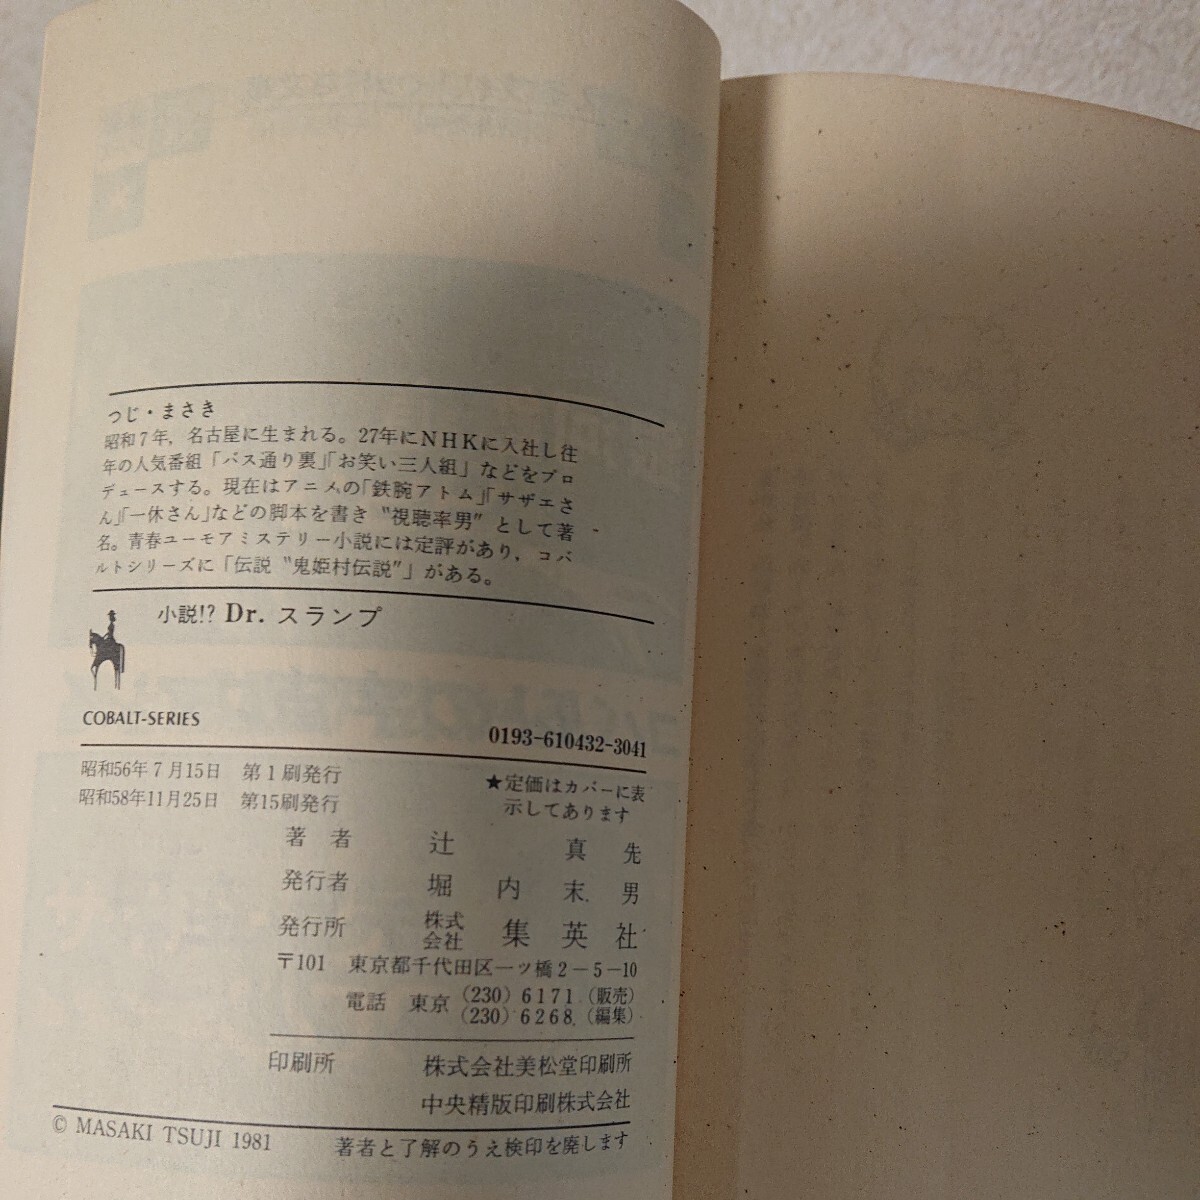 つじ・まさき
昭和7年，名古屋に生まれる。27年にNHKに入社し往
年の人気番組「バス通り裏」「お笑い三人組」などをプロ
デュースする。現在はアニメの「鉄腕アトム」「サザエさ
ん」「一休さん」などの脚本を書き〝視聴率男〟として著
名。青春ユーモアミステリー小説には定評があり，コバ
ルトシリーズに「伝説〝鬼姫村伝説〟」がある。
小説!? Dr. スランプ
COBALT-SERIES
0193-610432-3041
昭和56年7月15日 第1刷発行
昭和58年11月25日 第15刷発行
★定価はカバーに表
示してあります
著者 辻 真先
発行者 堀内末男
発行所 株式会社 集英社
〒101 東京都千代田区一ツ橋2-5-10
電話 東京 (230) 6171 (販売)
(230) 6268 (編集)
印刷所 株式会社美松堂印刷所
中央精版印刷株式会社
© MASAKI TSUJI 1981 著者と了解のうえ検印を廃します